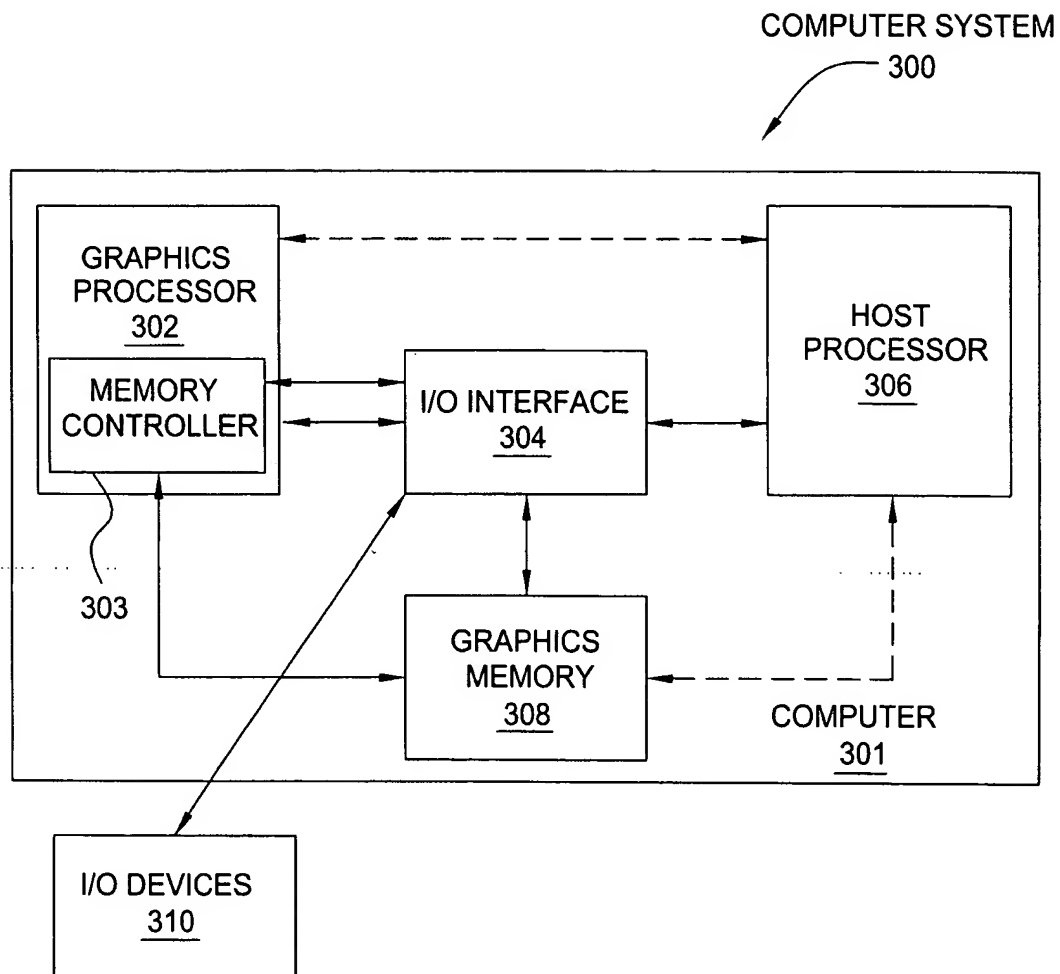 COMPUTER SYSTEM
300
GRAPHICS
PROCESSOR
302
MEMORY
CONTROLLER
303
I/O INTERFACE
304
HOST
PROCESSOR
306
GRAPHICS
MEMORY
308
COMPUTER
301
I/O DEVICES
310